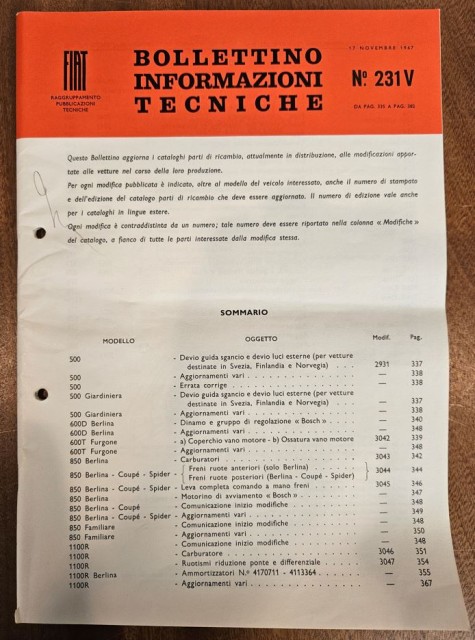 FIAT
RAGGRUPPAMENTO
PUBBLICAZIONI
TECNICHE
BOLLETTINO
INFORMAZIONI
TECNICHE
17 NOVEMBRE 1967
N° 231 V
DA PAG. A PAG.
Questo Bollettino aggiorna i cataloghi parti di ricambio, attualmente in distribuzione, alle modificazioni appor-
tate alle vetture nel corso della loro produzione.
Per ogni modifica pubblicata è indicato, oltre al modello del veicolo interessato, anche il numero di stampato
e dell'edizione del catalogo parti di ricambio che deve essere aggiornato. Il numero di edizione vale anche
per i cataloghi in lingue estere.
Ogni modifica è contraddistinta da un numero; tale numero deve essere riportato nella colonna « Modifiche »
del catalogo, a fianco di tutte le parti interessate dalla modifica stessa.
SOMMARIO
MODELLO OGGETTO Modif. Pag.
500 - Devio guida sgancio e devio luci esterne (per vetture
destinate in Svezia, Finlandia e Norvegia) . . . 2931 337
500 - Aggiornamenti vari . . . — 338
500 - Errata corrige . . . — 338
500 Giardiniera - Devio guida sgancio e devio luci esterne (per vetture
destinate in Svezia, Finlandia e Norvegia) . . . — 337
500 Giardiniera - Aggiornamenti vari . . . — 338
600D Berlina - Dinamo e gruppo di regolazione « Bosch » . . . — 340
600D Berlina - Aggiornamenti vari . . . — 348
600T Furgone - a) Coperchio vano motore - b) Ossatura vano motore 3042 339
600T Furgone - Aggiornamenti vari . . . — 348
850 Berlina - Carburatori . . . 3043 342
850 Berlina - Coupé - Spider - { Freni ruote anteriori (solo Berlina) . . .
Freni ruote posteriori (Berlina - Coupé - Spider) } 3044 344
850 Berlina - Coupé - Spider - Leva completa comando a mano freni . . . 3045 346
850 Berlina - Motorino di avviamento « Bosch » . . . — 347
850 Berlina - Coupé - Comunicazione inizio modifiche . . . — 348
850 Berlina - Coupé - Spider - Aggiornamenti vari . . . — 349
850 Familiare - Comunicazione inizio modifiche . . . — 348
850 Familiare - Aggiornamenti vari . . . — 350
1100R - Comunicazione inizio modifiche . . . — 348
1100R - Carburatore . . . 3046 351
1100R - Ruotismi riduzione ponte e differenziale . . . 3047 354
1100R Berlina - Ammortizzatori N.° 4170711 - 4113364 . . . — 355
1100R - Aggiornamenti vari . . . — 367